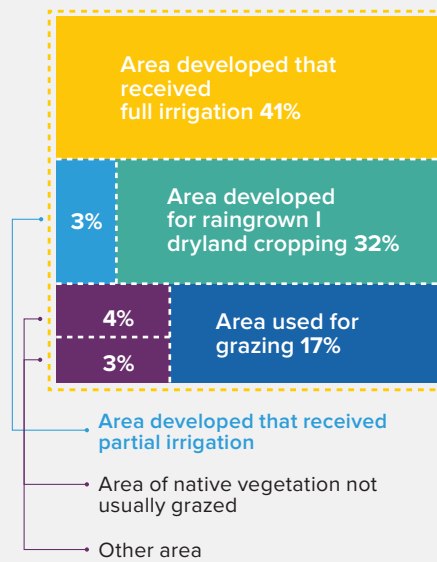 Area developed that
received
full irrigation 41%
3%
Area developed
for raingrown I
dryland cropping 32%
4%
3%
Area used for
grazing 17%
Area developed that received
partial irrigation
Area of native vegetation not
usually grazed
Other area